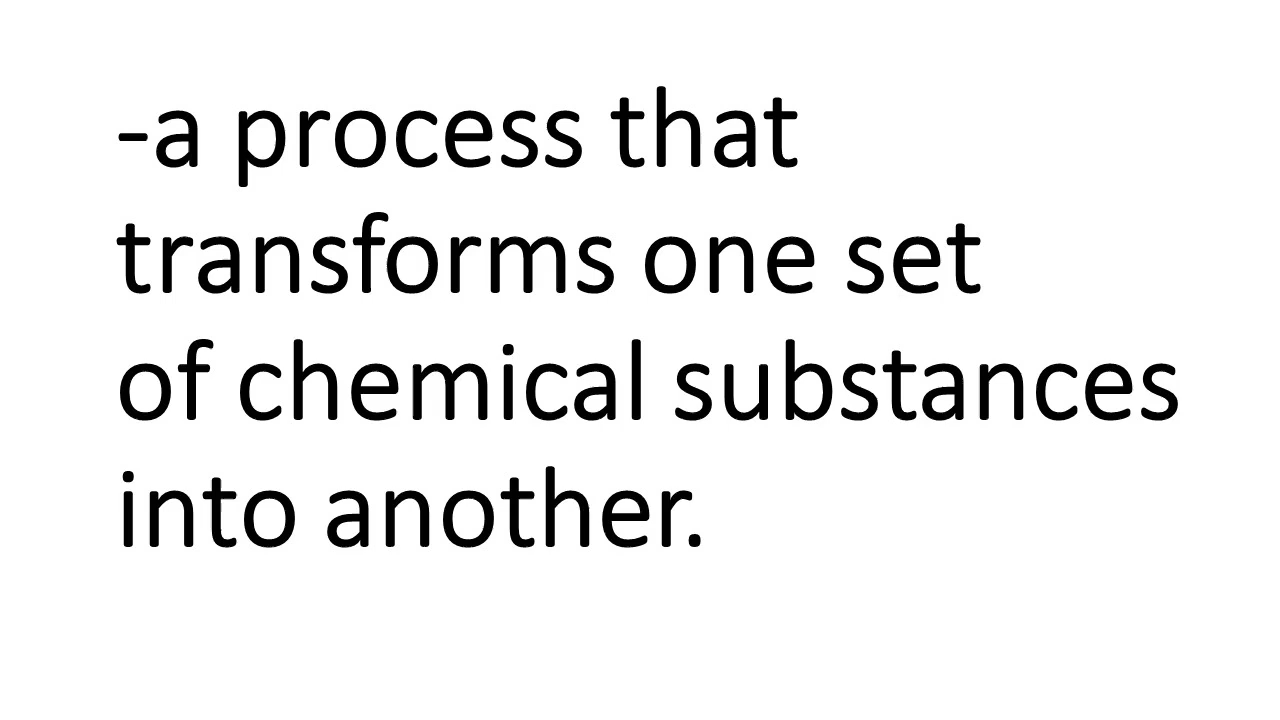 -a process that
transforms one set
of chemical substances
into another.